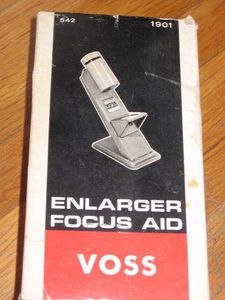 542 1901
ENLARGER
FOCUS AID
VOSS